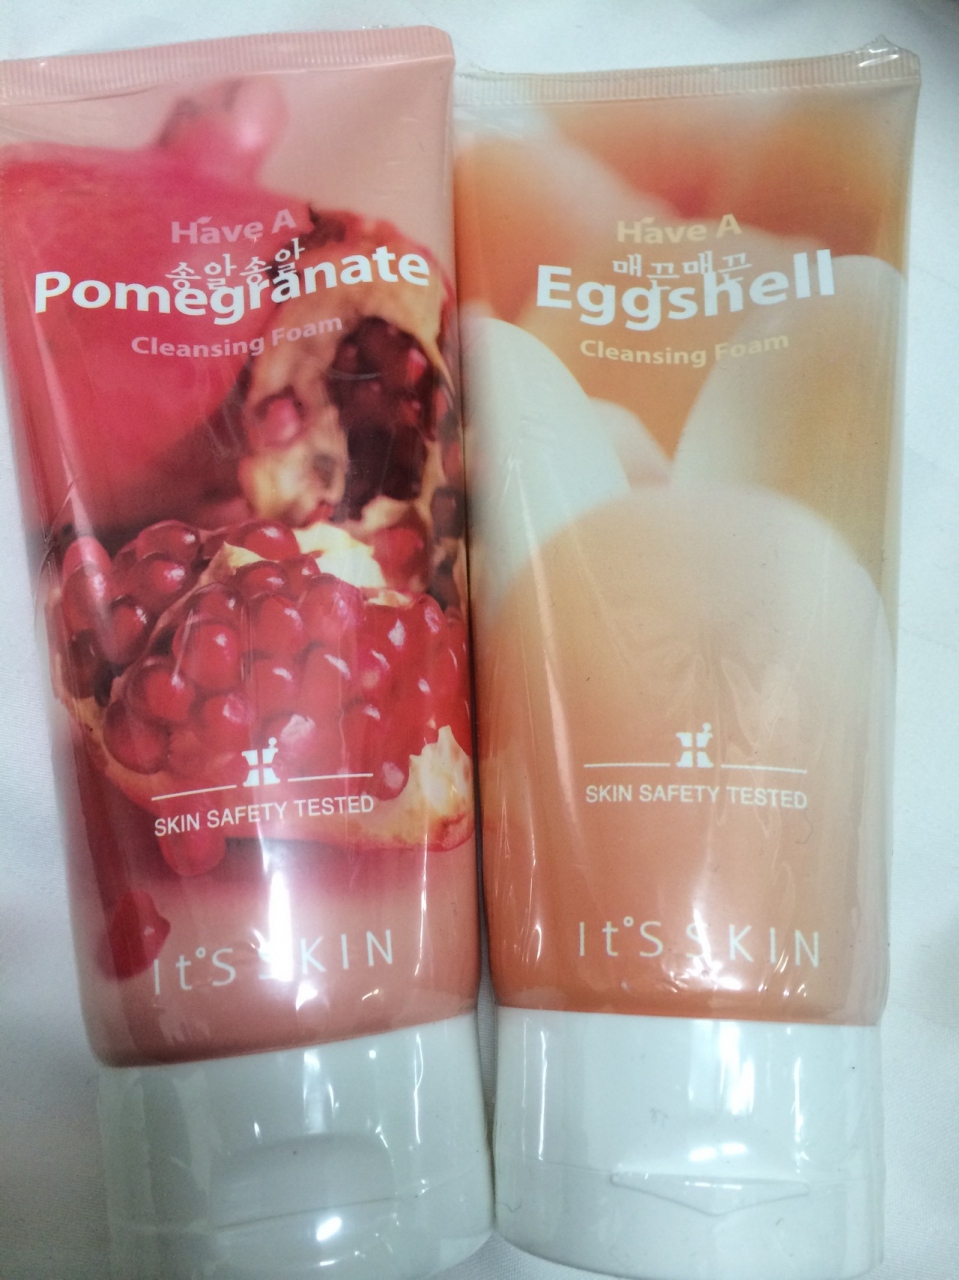 Have A
송알송알
Pomegranate
Cleansing Foam
SKIN SAFETY TESTED
It'S SKIN
Have A
매끈매끈
Eggshell
Cleansing Foam
SKIN SAFETY TESTED
It'S SKIN